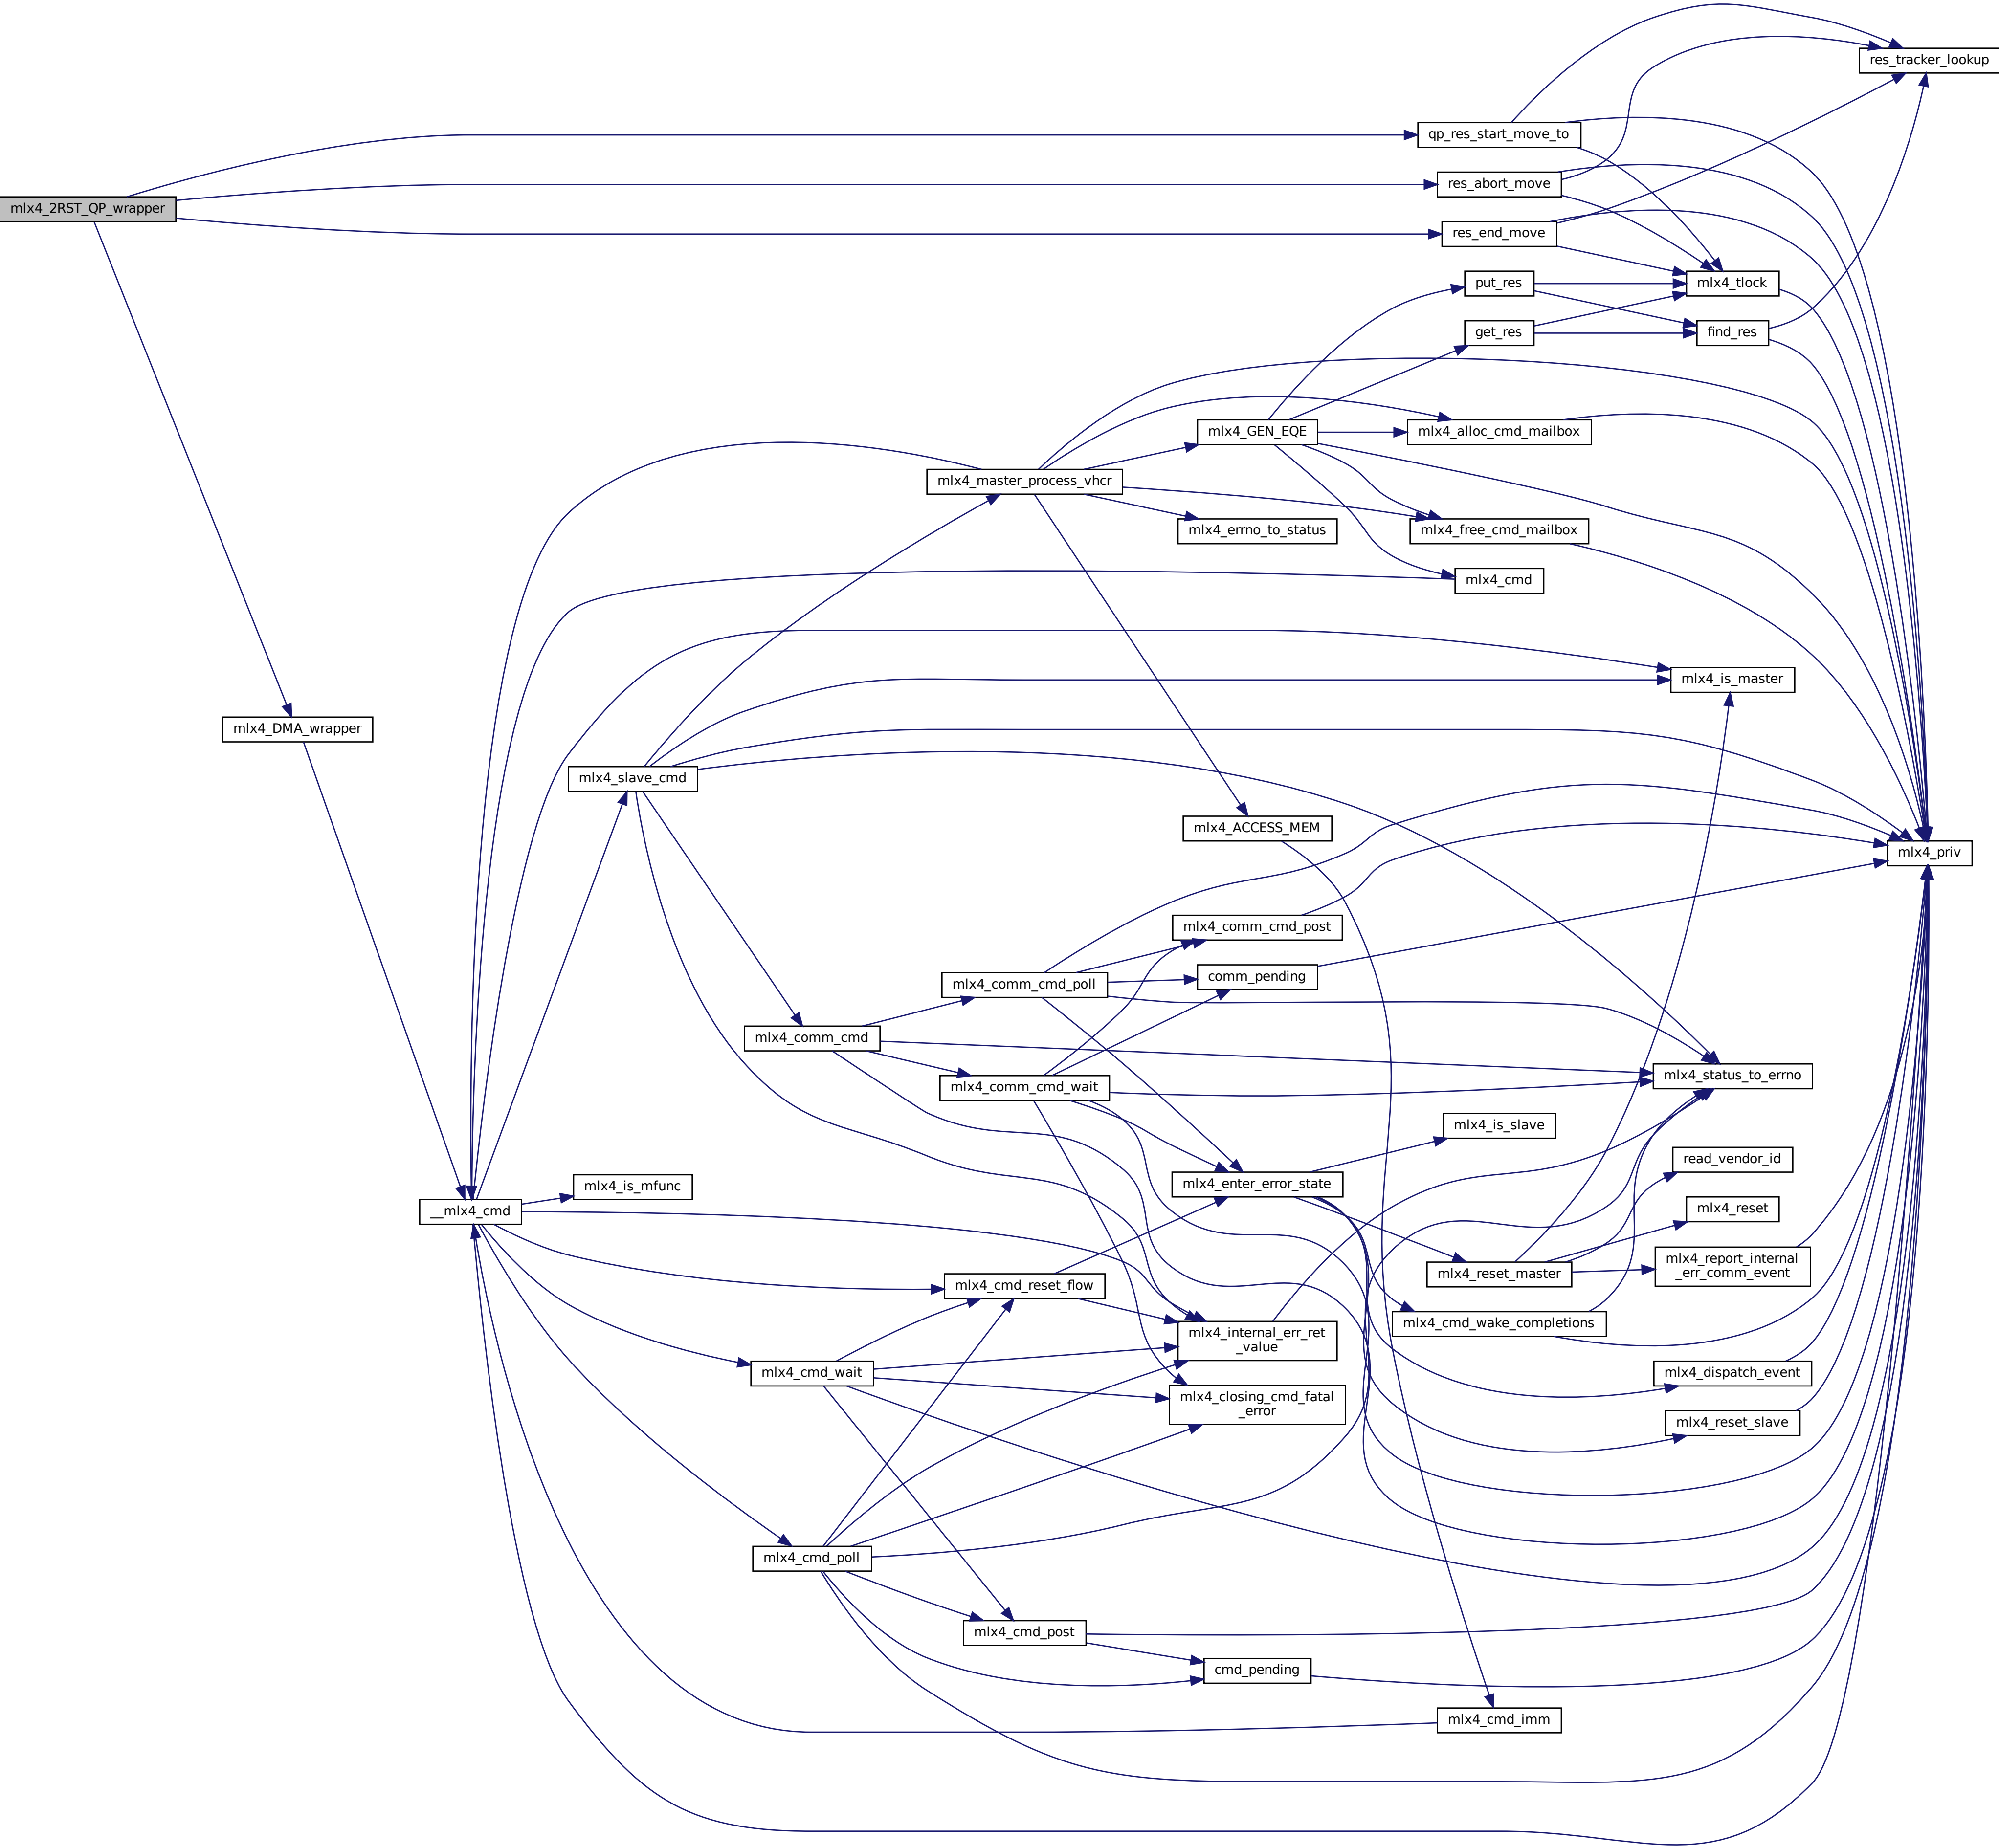 res_tracker_lookup
qp_res_start_move_to
res_abort_move
mlx4_2RST_QP_wrapper
res_end_move
put_res
mlx4_tlock
get_res
find_res
mlx4_GEN_EQE
mlx4_alloc_cmd_mailbox
mlx4_master_process_vhcr
mlx4_errno_to_status
mlx4_free_cmd_mailbox
mlx4_cmd
mlx4_is_master
mlx4_DMA_wrapper
mlx4_slave_cmd
mlx4_ACCESS_MEM
mlx4_priv
mlx4_comm_cmd_post
comm_pending
mlx4_comm_cmd_poll
mlx4_comm_cmd
mlx4_status_to_errno
mlx4_comm_cmd_wait
mlx4_is_slave
read_vendor_id
mlx4_is_mfunc
mlx4_enter_error_state
__mlx4_cmd
mlx4_reset
mlx4_report_internal
_err_comm_event
mlx4_reset_master
mlx4_cmd_reset_flow
mlx4_cmd_wake_completions
mlx4_internal_err_ret
_value
mlx4_cmd_wait
mlx4_dispatch_event
mlx4_closing_cmd_fatal
_error
mlx4_reset_slave
mlx4_cmd_poll
mlx4_cmd_post
cmd_pending
mlx4_cmd_imm